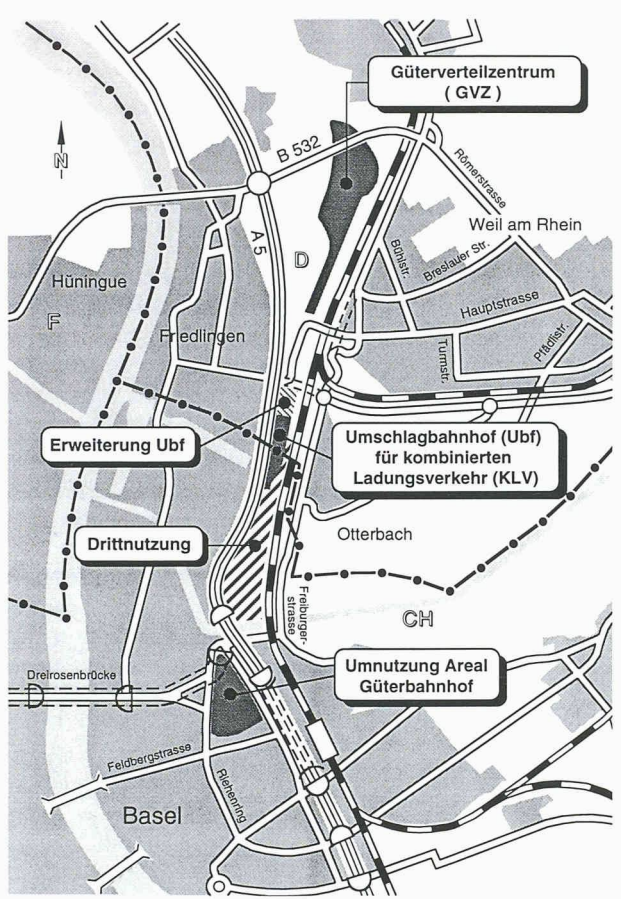 Güterverteilzentrum
( GVZ )
B 532
N
Römerstrasse
A 5
Weil am Rhein
D
Bühlstr.
Breslauer Str.
Hüningue
Hauptstrasse
F
Friedlingen
Turmstr.
Pfädlistr.
Erweiterung Ubf
Umschlagbahnhof (Ubf)
für kombinierten
Ladungsverkehr (KLV)
Drittnutzung
Otterbach
Freiburger-
strasse
CH
Dreirosenbrücke
Umnutzung Areal
Güterbahnhof
Feldbergstrasse
Riehenring
Basel